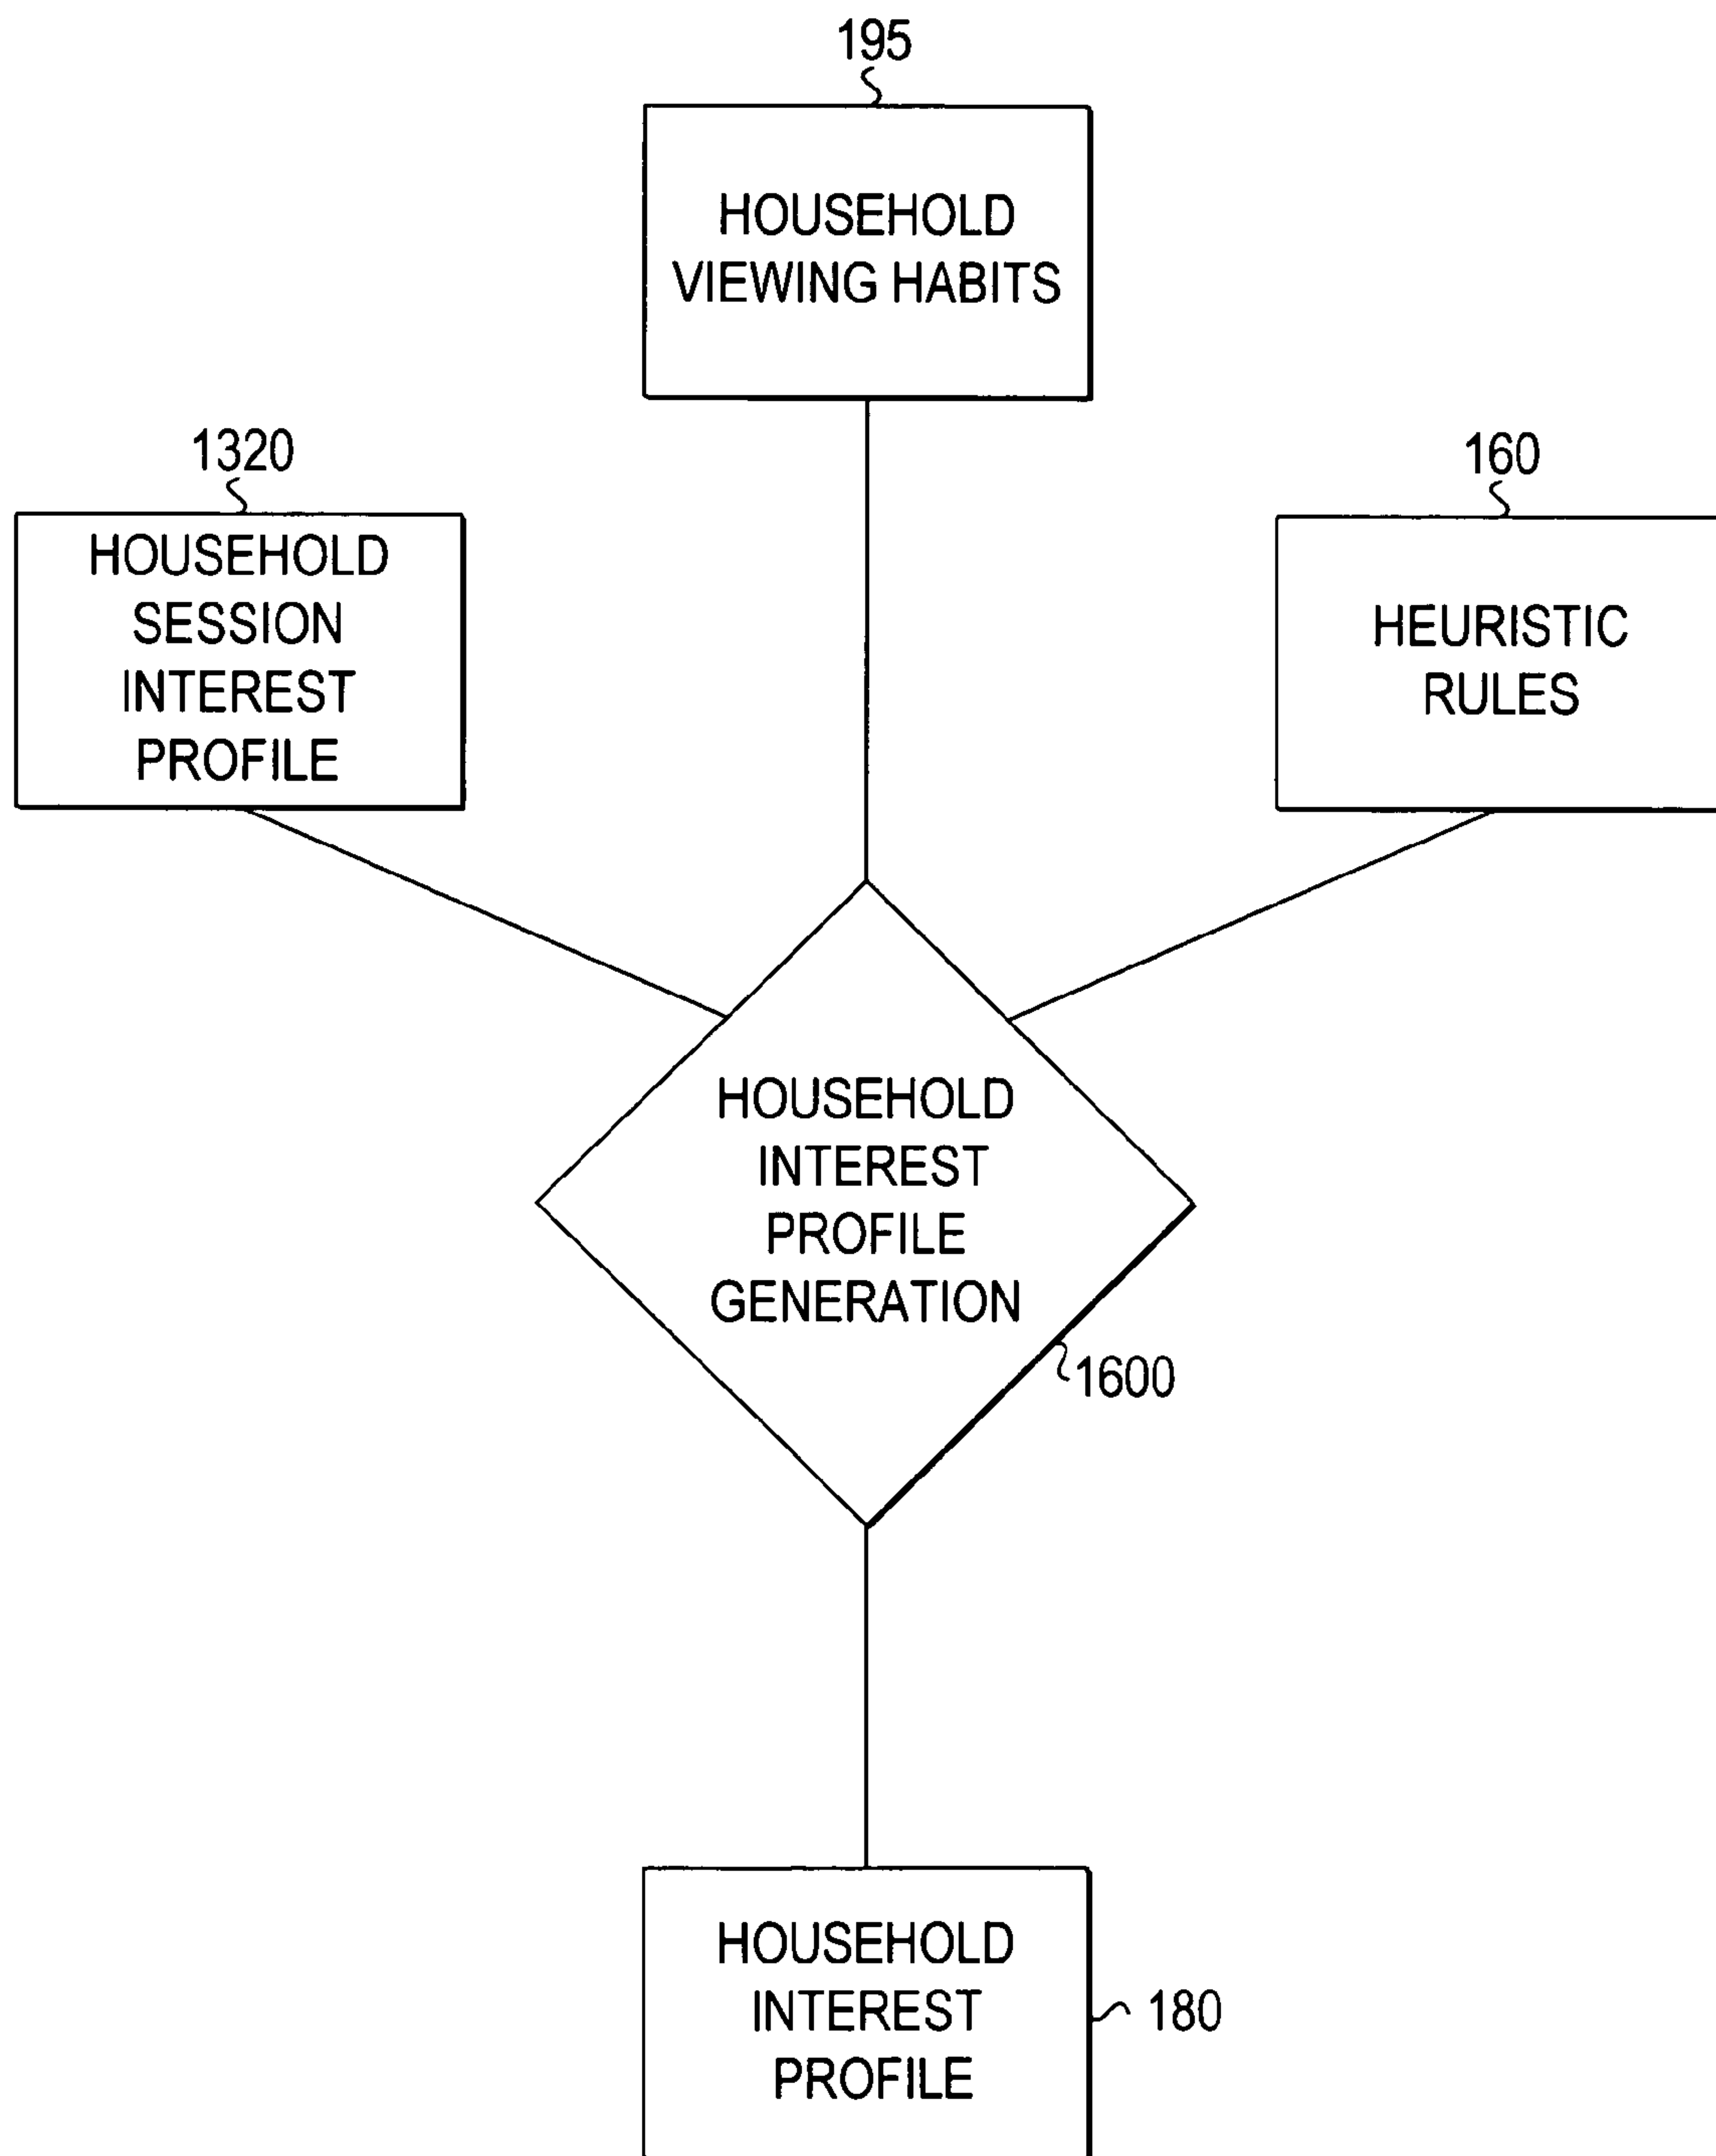 195
HOUSEHOLD
VIEWING HABITS
1320
HOUSEHOLD
SESSION
INTEREST
PROFILE
160
HEURISTIC
RULES
HOUSEHOLD
INTEREST
PROFILE
GENERATION
1600
HOUSEHOLD
INTEREST
PROFILE
180